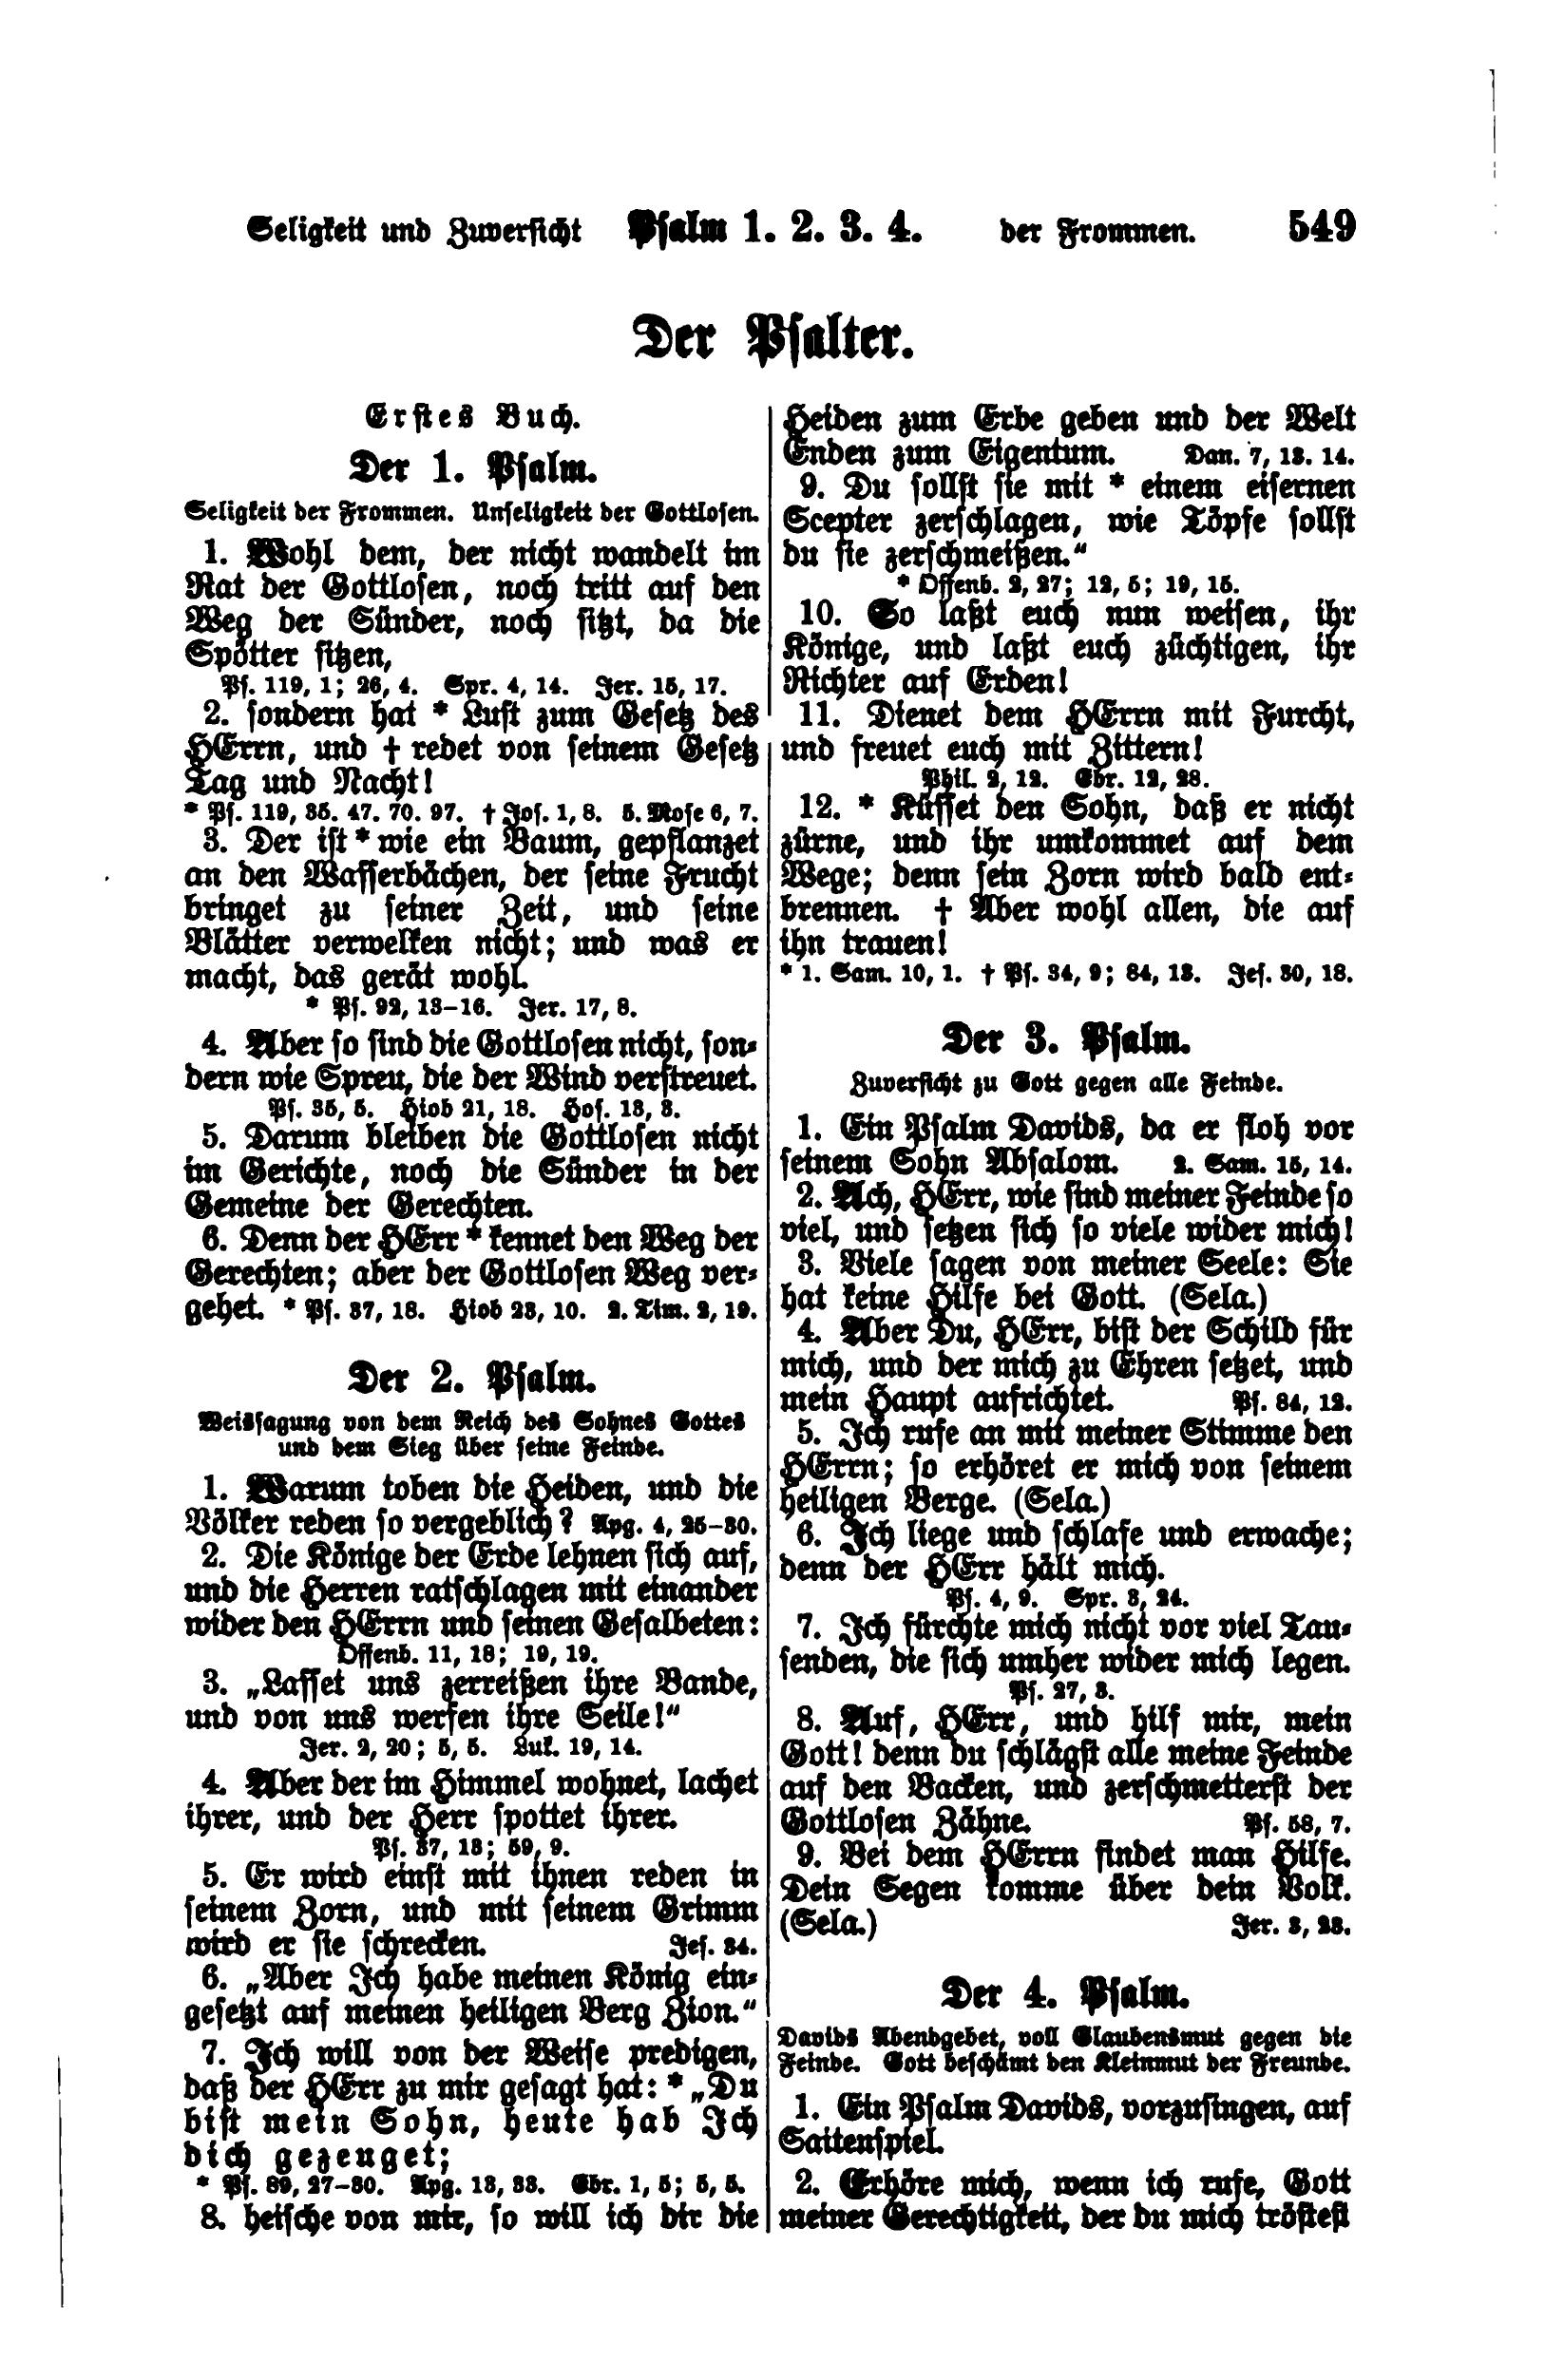 Seligkeit und Zuversicht Psalm 1. 2. 3. 4. der Frommen. 549
Der Psalter.
Erstes Buch.
Der 1. Psalm.
Seligkeit der Frommen. Unseligkeit der Gottlosen.
1. Wohl dem, der nicht wandelt im
Rat der Gottlosen, noch tritt auf den
Weg der Sünder, noch sitzt, da die
Spötter sitzen,
Ps. 119, 1; 26, 4. Spr. 4, 14. Jer. 15, 17.
2. sondern hat * Lust zum Gesetz des
HErrn, und † redet von seinem Gesetz
Tag und Nacht!
* Ps. 119, 35. 47. 70. 97. † Jos. 1, 8. 5. Mose 6, 7.
3. Der ist * wie ein Baum, gepflanzet
an den Wasserbächen, der seine Frucht
bringet zu seiner Zeit, und seine
Blätter verwelken nicht; und was er
macht, das gerät wohl.
* Ps. 92, 13–16. Jer. 17, 8.
4. Aber so sind die Gottlosen nicht, son-
dern wie Spreu, die der Wind verstreuet.
Ps. 35, 5. Hiob 21, 18. Hos. 13, 3.
5. Darum bleiben die Gottlosen nicht
im Gerichte, noch die Sünder in der
Gemeine der Gerechten.
6. Denn der HErr * kennet den Weg der
Gerechten; aber der Gottlosen Weg ver-
gehet. * Ps. 37, 18. Hiob 23, 10. 2. Tim. 2, 19.
Der 2. Psalm.
Weissagung von dem Reich des Sohnes Gottes
und dem Sieg über seine Feinde.
1. Warum toben die Heiden, und die
Völker reden so vergeblich? Apg. 4, 25–30.
2. Die Könige der Erde lehnen sich auf,
und die Herren ratschlagen mit einander
wider den HErrn und seinen Gesalbeten:
Offenb. 11, 18; 19, 19.
3. „Lasset uns zerreißen ihre Bande,
und von uns werfen ihre Seile!“
Jer. 2, 20; 5, 5. Luk. 19, 14.
4. Aber der im Himmel wohnet, lachet
ihrer, und der Herr spottet ihrer.
Ps. 37, 13; 59, 9.
5. Er wird einst mit ihnen reden in
seinem Zorn, und mit seinem Grimm
wird er sie schrecken. Jes. 34.
6. „Aber Ich habe meinen König ein-
gesetzt auf meinen heiligen Berg Zion.“
7. Ich will von der Weise predigen,
daß der HErr zu mir gesagt hat: * „Du
bist mein Sohn, heute hab Ich
dich gezeuget;
* Ps. 89, 27–30. Apg. 13, 33. Ebr. 1, 5; 5, 5.
8. heische von mir, so will ich dir die
Heiden zum Erbe geben und der Welt
Enden zum Eigentum. Dan. 7, 13. 14.
9. Du sollst sie mit * einem eisernen
Scepter zerschlagen, wie Töpfe sollst
du sie zerschmeißen.“
* Offenb. 2, 27; 12, 5; 19, 15.
10. So laßt euch nun weisen, ihr
Könige, und laßt euch züchtigen, ihr
Richter auf Erden!
11. Dienet dem HErrn mit Furcht,
und freuet euch mit Zittern!
Phil. 2, 12. Ebr. 12, 28.
12. * Küsset den Sohn, daß er nicht
zürne, und ihr umkommet auf dem
Wege; denn sein Zorn wird bald ent-
brennen. † Aber wohl allen, die auf
ihn trauen!
* 1. Sam. 10, 1. † Ps. 34, 9; 84, 13. Jes. 30, 18.
Der 3. Psalm.
Zuversicht zu Gott gegen alle Feinde.
1. Ein Psalm Davids, da er floh vor
seinem Sohn Absalom. 2. Sam. 15, 14.
2. Ach, HErr, wie sind meiner Feinde so
viel, und setzen sich so viele wider mich!
3. Viele sagen von meiner Seele: Sie
hat keine Hilfe bei Gott. (Sela.)
4. Aber Du, HErr, bist der Schild für
mich, und der mich zu Ehren setzet, und
mein Haupt aufrichtet. Ps. 84, 12.
5. Ich rufe an mit meiner Stimme den
HErrn; so erhöret er mich von seinem
heiligen Berge. (Sela.)
6. Ich liege und schlafe und erwache;
denn der HErr hält mich.
Ps. 4, 9. Spr. 3, 24.
7. Ich fürchte mich nicht vor viel Tau-
senden, die sich umher wider mich legen.
Ps. 27, 3.
8. Auf, HErr, und hilf mir, mein
Gott! denn du schlägst alle meine Feinde
auf den Backen, und zerschmetterst der
Gottlosen Zähne. Ps. 58, 7.
9. Bei dem HErrn findet man Hilfe.
Dein Segen komme über dein Volk.
(Sela.) Jer. 3, 23.
Der 4. Psalm.
Davids Abendgebet, voll Glaubensmut gegen die
Feinde. Gott beschämt den Kleinmut der Freunde.
1. Ein Psalm Davids, vorzusingen, auf
Saitenspiel.
2. Erhöre mich, wenn ich rufe, Gott
meiner Gerechtigkeit, der du mich tröstest